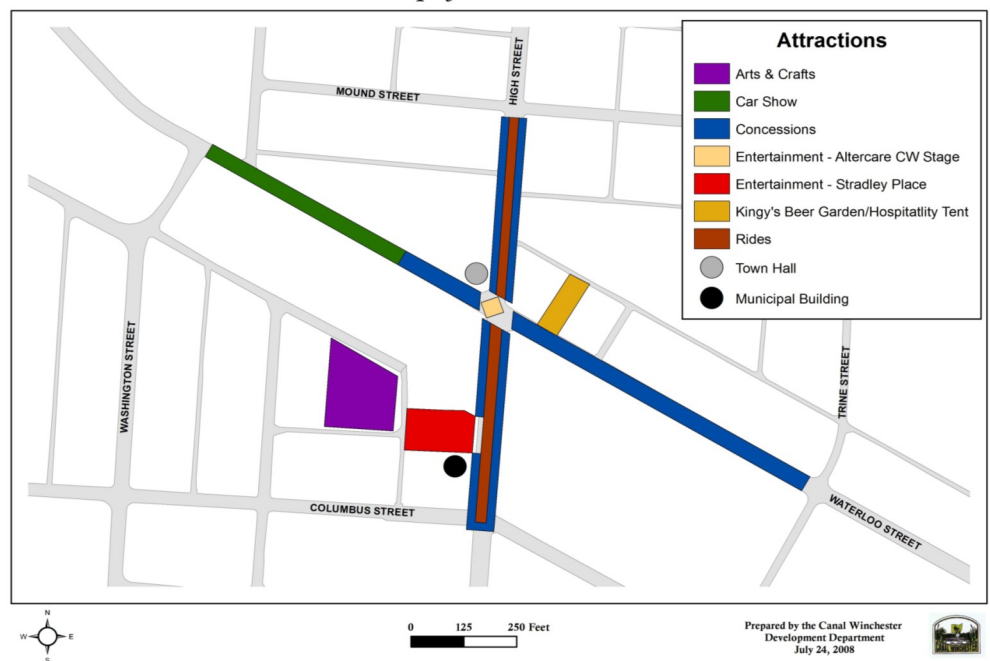 MOUND STREET
HIGH STREET
WASHINGTON STREET
COLUMBUS STREET
TRINE STREET
WATERLOO STREET
Attractions
Arts & Crafts
Car Show
Concessions
Entertainment - Altercare CW Stage
Entertainment - Stradley Place
Kingy's Beer Garden/Hospitatlity Tent
Rides
Town Hall
Municipal Building
N
W E
S
0 125 250 Feet
Prepared by the Canal Winchester
Development Department
July 24, 2008
CANAL WINCHESTER